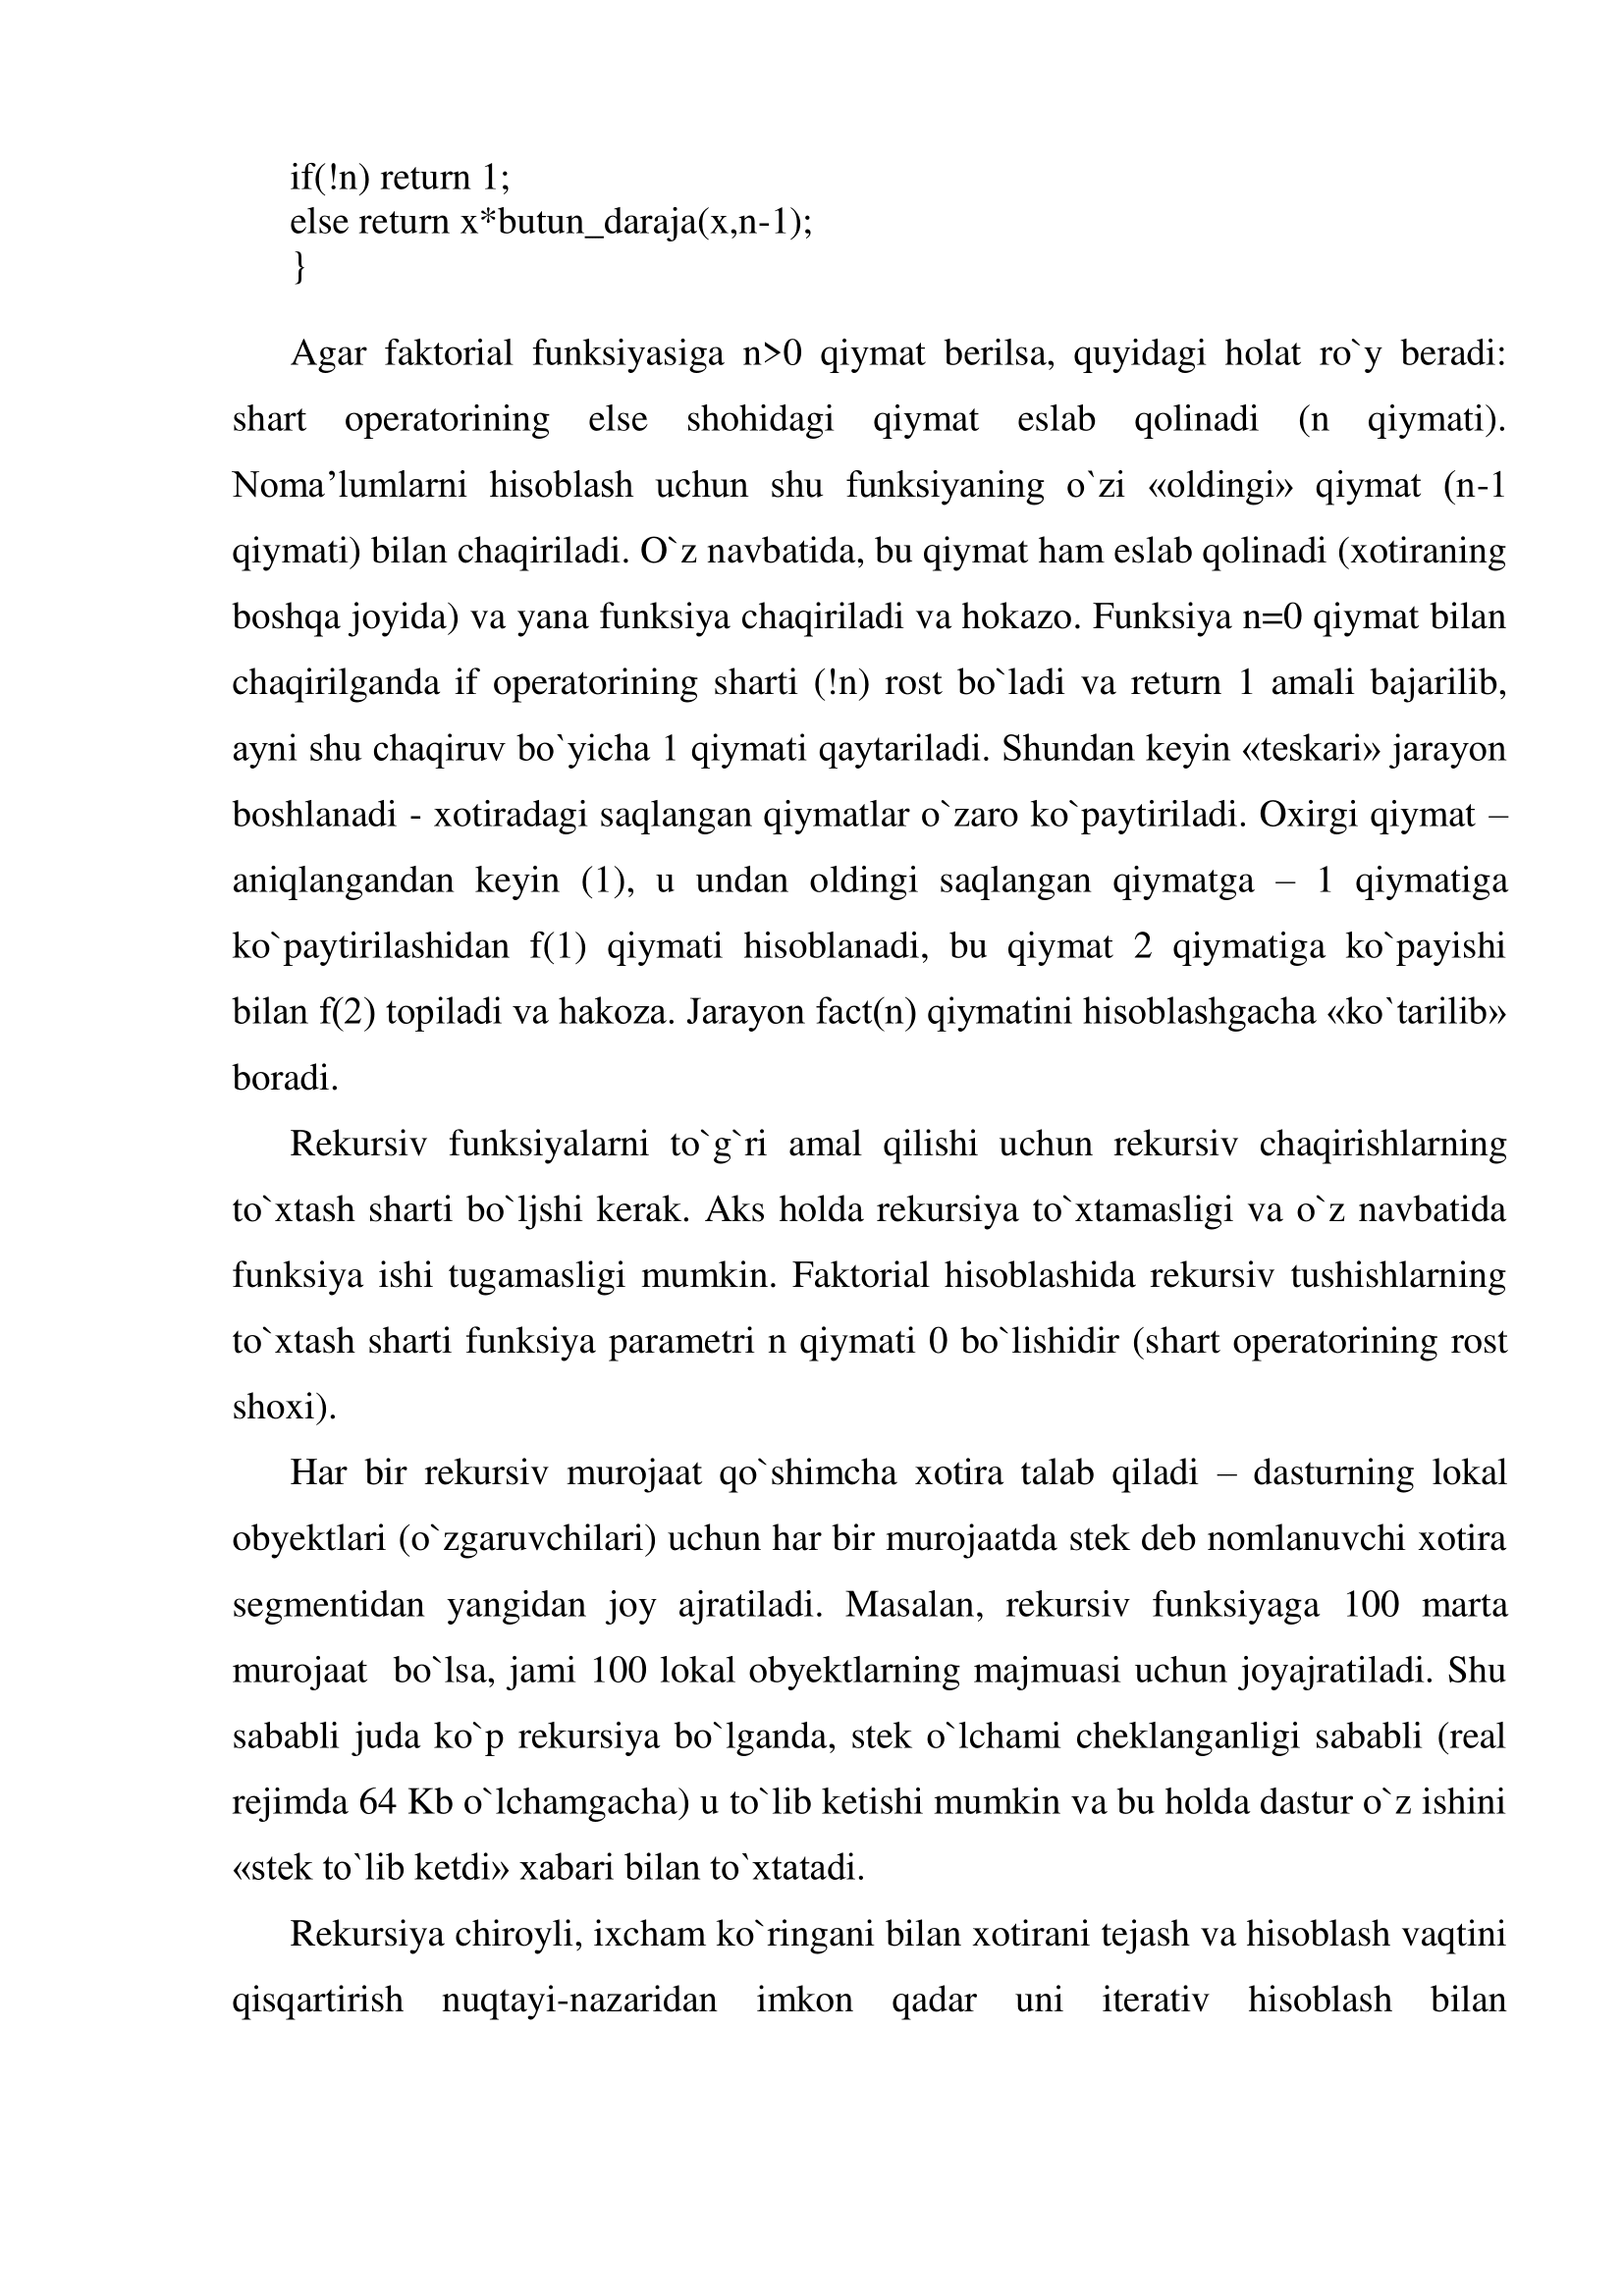 if(!n) return 1;
else return x*butun_daraja(x,n-1);
}
Agar faktorial funksiyasiga n>0 qiymat berilsa, quyidagi holat ro`y beradi:
shart operatorining else shohidagi qiymat eslab qolinadi (n qiymati).
Noma’lumlarni hisoblash uchun shu funksiyaning o`zi «oldingi» qiymat (n-1
qiymati) bilan chaqiriladi. O`z navbatida, bu qiymat ham eslab qolinadi (xotiraning
boshqa joyida) va yana funksiya chaqiriladi va hokazo. Funksiya n=0 qiymat bilan
chaqirilganda if operatorining sharti (!n) rost bo`ladi va return 1 amali bajarilib,
ayni shu chaqiruv bo`yicha 1 qiymati qaytariladi. Shundan keyin «teskari» jarayon
boshlanadi - xotiradagi saqlangan qiymatlar o`zaro ko`paytiriladi. Oxirgi qiymat –
aniqlangandan keyin (1), u undan oldingi saqlangan qiymatga – 1 qiymatiga
ko`paytirilashidan f(1) qiymati hisoblanadi, bu qiymat 2 qiymatiga ko`payishi
bilan f(2) topiladi va hakoza. Jarayon fact(n) qiymatini hisoblashgacha «ko`tarilib»
boradi.
Rekursiv funksiyalarni to`g`ri amal qilishi uchun rekursiv chaqirishlarning
to`xtash sharti bo`ljshi kerak. Aks holda rekursiya to`xtamasligi va o`z navbatida
funksiya ishi tugamasligi mumkin. Faktorial hisoblashida rekursiv tushishlarning
to`xtash sharti funksiya parametri n qiymati 0 bo`lishidir (shart operatorining rost
shoxi).
Har bir rekursiv murojaat qo`shimcha xotira talab qiladi – dasturning lokal
obyektlari (o`zgaruvchilari) uchun har bir murojaatda stek deb nomlanuvchi xotira
segmentidan yangidan joy ajratiladi. Masalan, rekursiv funksiyaga 100 marta
murojaat  bo`lsa, jami 100 lokal obyektlarning majmuasi uchun joyajratiladi. Shu
sababli juda ko`p rekursiya bo`lganda, stek o`lchami cheklanganligi sababli (real
rejimda 64 Kb o`lchamgacha) u to`lib ketishi mumkin va bu holda dastur o`z ishini
«stek to`lib ketdi» xabari bilan to`xtatadi.
Rekursiya chiroyli, ixcham ko`ringani bilan xotirani tejash va hisoblash vaqtini
qisqartirish nuqtayi-nazaridan imkon qadar uni iterativ hisoblash bilan